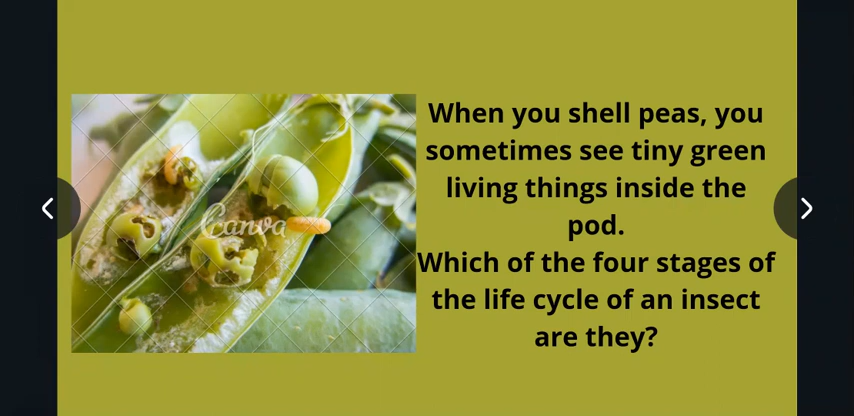 When you shell peas, you
sometimes see tiny green
living things inside the
pod.
Which of the four stages of
the life cycle of an insect
are they?
Canva